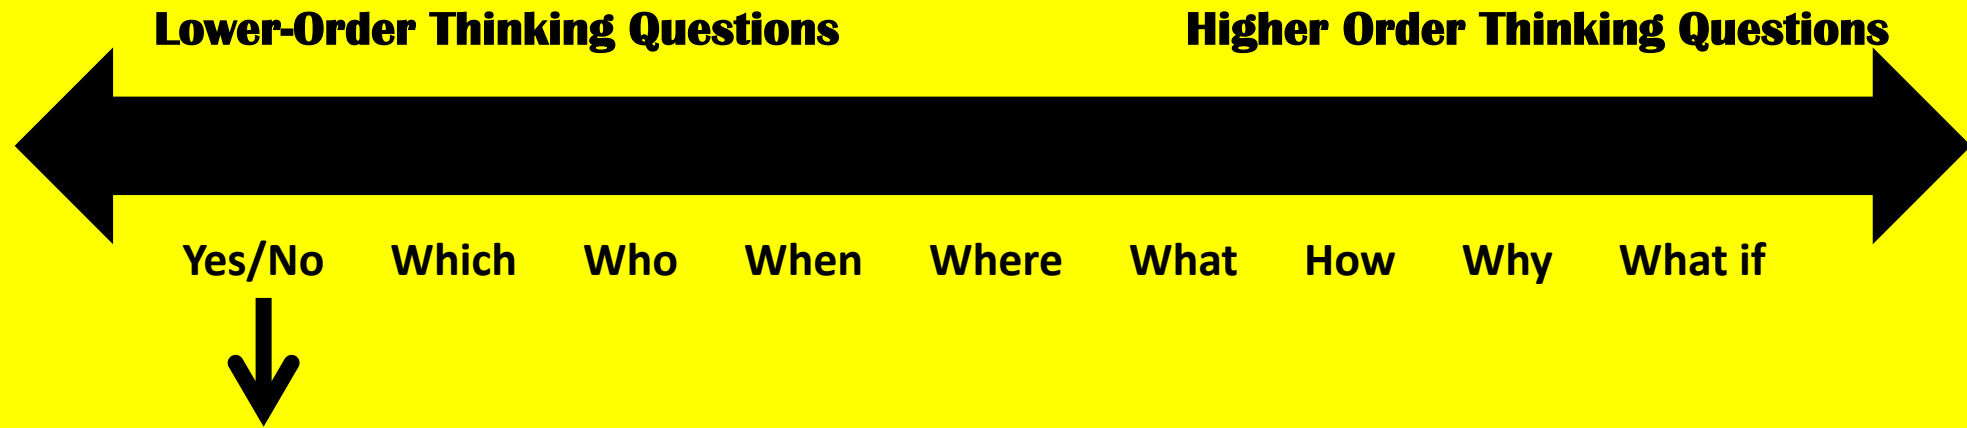 Lower-Order Thinking Questions Higher Order Thinking Questions
Yes/No Which Who When Where What How Why What if